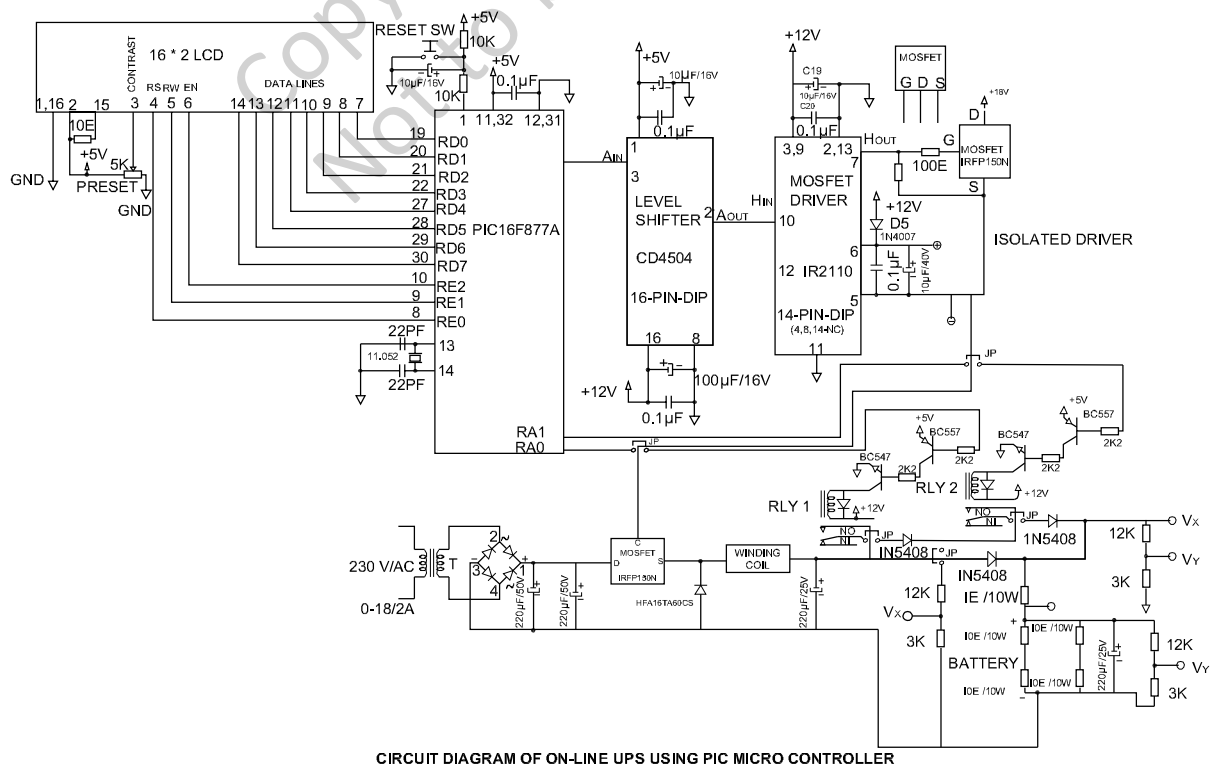 Copy
Not to
16 * 2 LCD
CONTRAST
RS RW EN
DATA LINES
1,16 2 15 3 4 5 6 14 13 12 11 10 9 8 7
10E
+5V
5K
PRESET
GND
GND
RESET SW
+5V
10K
10µF/16V
10K
+5V
0.1µF
1 11,32 12,31
19 RD0
20 RD1
21 RD2
22 RD3
27 RD4
28 RD5
29 RD6
30 RD7
10 RE2
9 RE1
8 RE0
PIC16F877A
22PF
11.052
22PF
13
14
RA1
RA0
AIN
+5V
10µF/16V
0.1µF
1
3
LEVEL
SHIFTER
2
AOUT
CD4504
16-PIN-DIP
16 8
+12V
100µF/16V
0.1µF
+12V
C19
10µF/16V
C20
0.1µF
3,9 2,13
7
MOSFET
DRIVER
HIN
10
6
12 IR2110
5
14-PIN-DIP
(4,8,14-NC)
11
HOUT
100E
MOSFET
G D S
+18V
D
G
MOSFET
IRFP150N
S
+12V
D5
1N4007
0.1µF
10µF/40V
ISOLATED DRIVER
JP
JP
+5V
BC557
2K2
BC547
2K2
RLY 1
+12V
NO
NI
JP
+5V
BC557
2K2
BC547
2K2
RLY 2
+12V
NO
NI
JP
1N5408
IN5408
JP
IN5408
VX
12K
VY
3K
230 V/AC
0-18/2A
T
2
3 1
4
220µF/50V
220µF/50V
C
MOSFET
D S
IRFP150N
HFA16TA60CS
WINDING
COIL
220µF/25V
12K
VX
3K
IE /10W
I0E /10W I0E /10W
BATTERY
I0E /10W I0E /10W
220µF/25V
12K
VY
3K
CIRCUIT DIAGRAM OF ON-LINE UPS USING PIC MICRO CONTROLLER